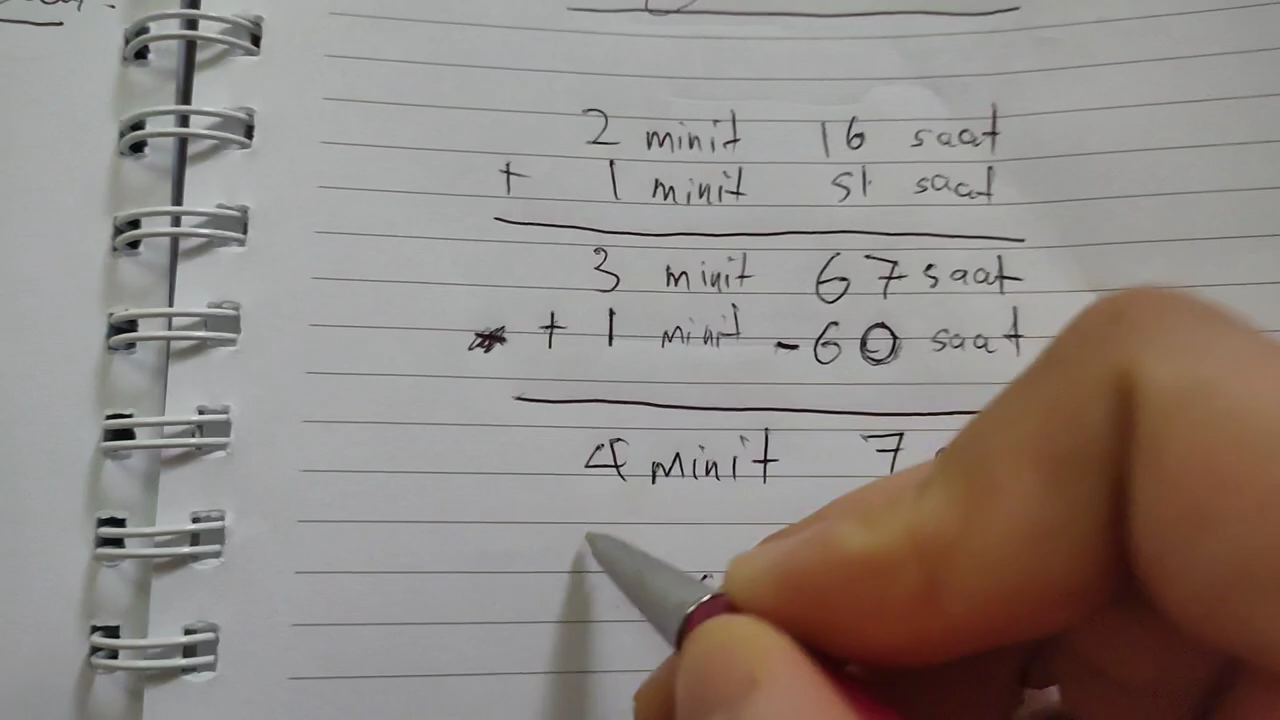 2 minit 16 saat
+ 1 minit 51 saat
3 minit 67 saat
+ 1 minit -60 saat
4 minit 7